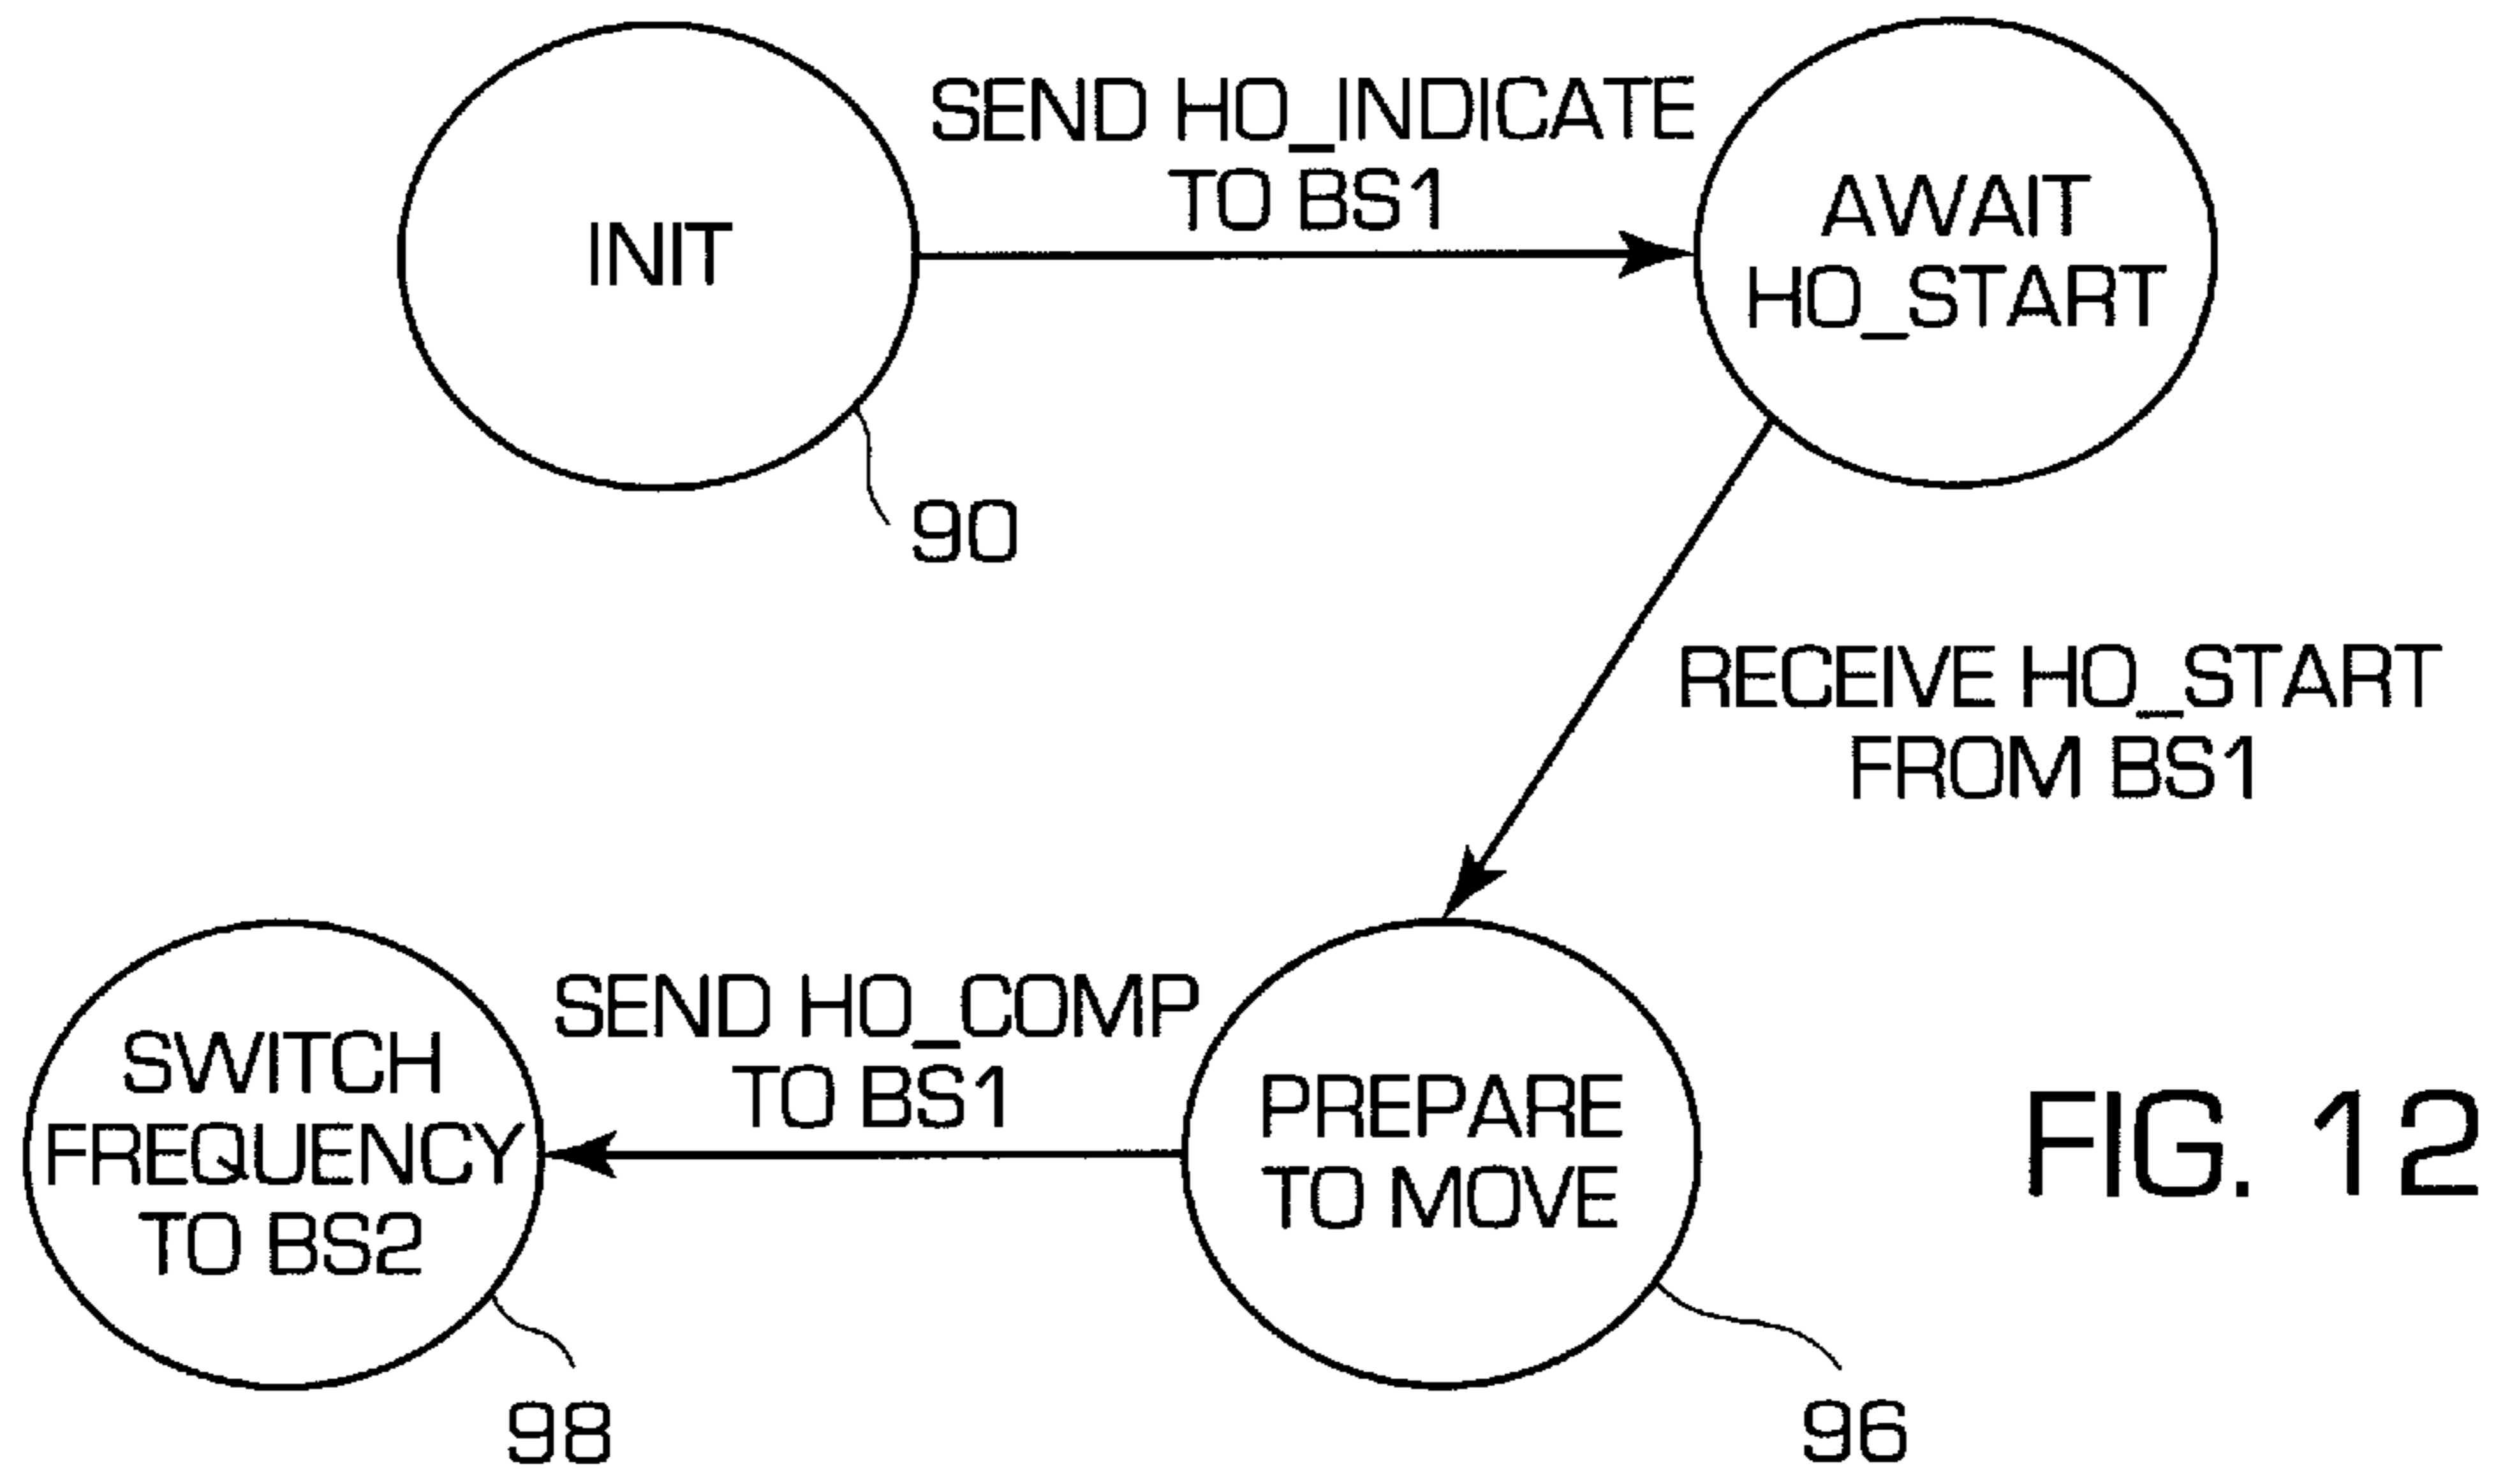 INIT
SEND HO_INDICATE
TO BS1
AWAIT
HO_START
90
RECEIVE HO_START
FROM BS1
SWITCH
FREQUENCY
TO BS2
SEND HO_COMP
TO BS1
PREPARE
TO MOVE
FIG. 12
98
96